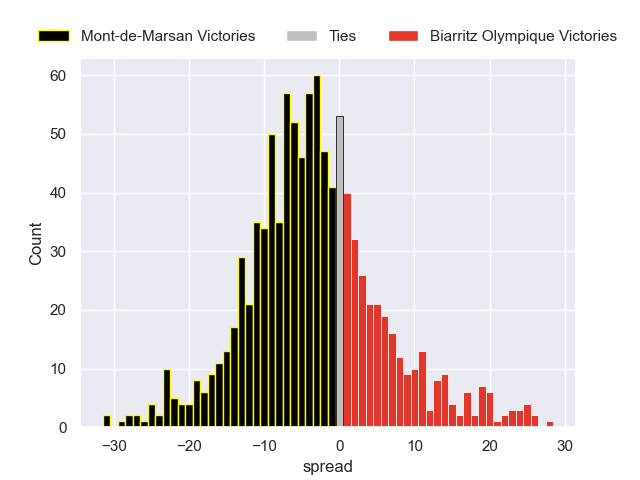 Mont-de-Marsan Victories Ties Biarritz Olympique Victories
60
50
40
30
20
10
0
Count
−30 −20 −10 0 10 20 30
spread